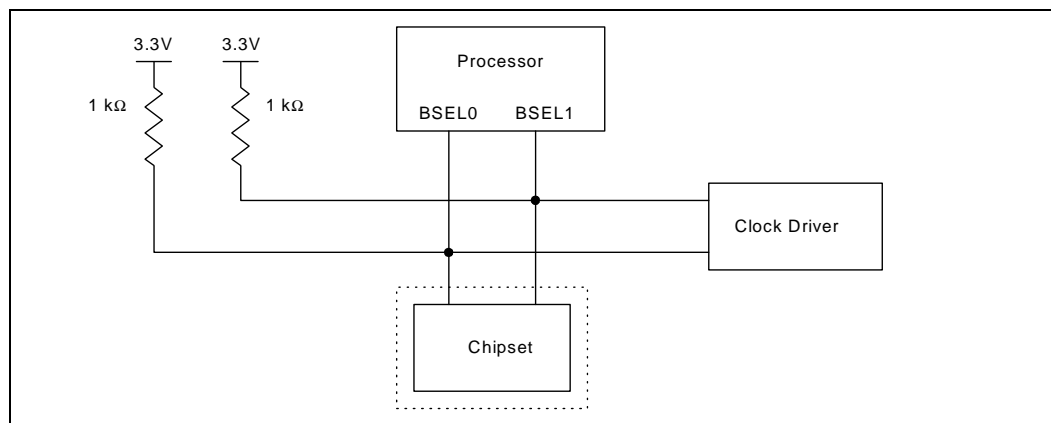 3.3V 3.3V
Processor
1 kΩ 1 kΩ
BSEL0 BSEL1
Clock Driver
Chipset